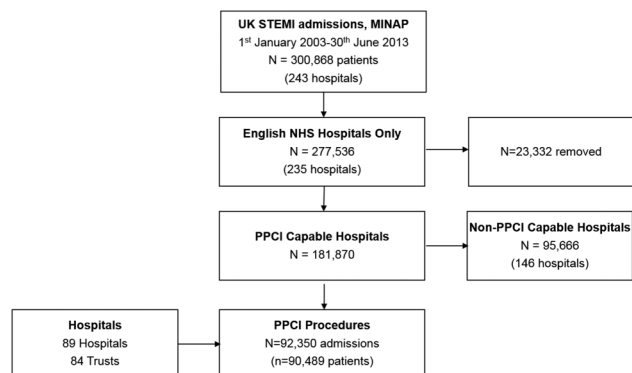 UK STEMI admissions, MINAP
1st January 2003-30th June 2013
N = 300,868 patients
(243 hospitals)
English NHS Hospitals Only
N = 277,536
(235 hospitals)
N=23,332 removed
PPCI Capable Hospitals
N = 181,870
Non-PPCI Capable Hospitals
N = 95,666
(146 hospitals)
Hospitals
89 Hospitals
84 Trusts
PPCI Procedures
N=92,350 admissions
(n=90,489 patients)